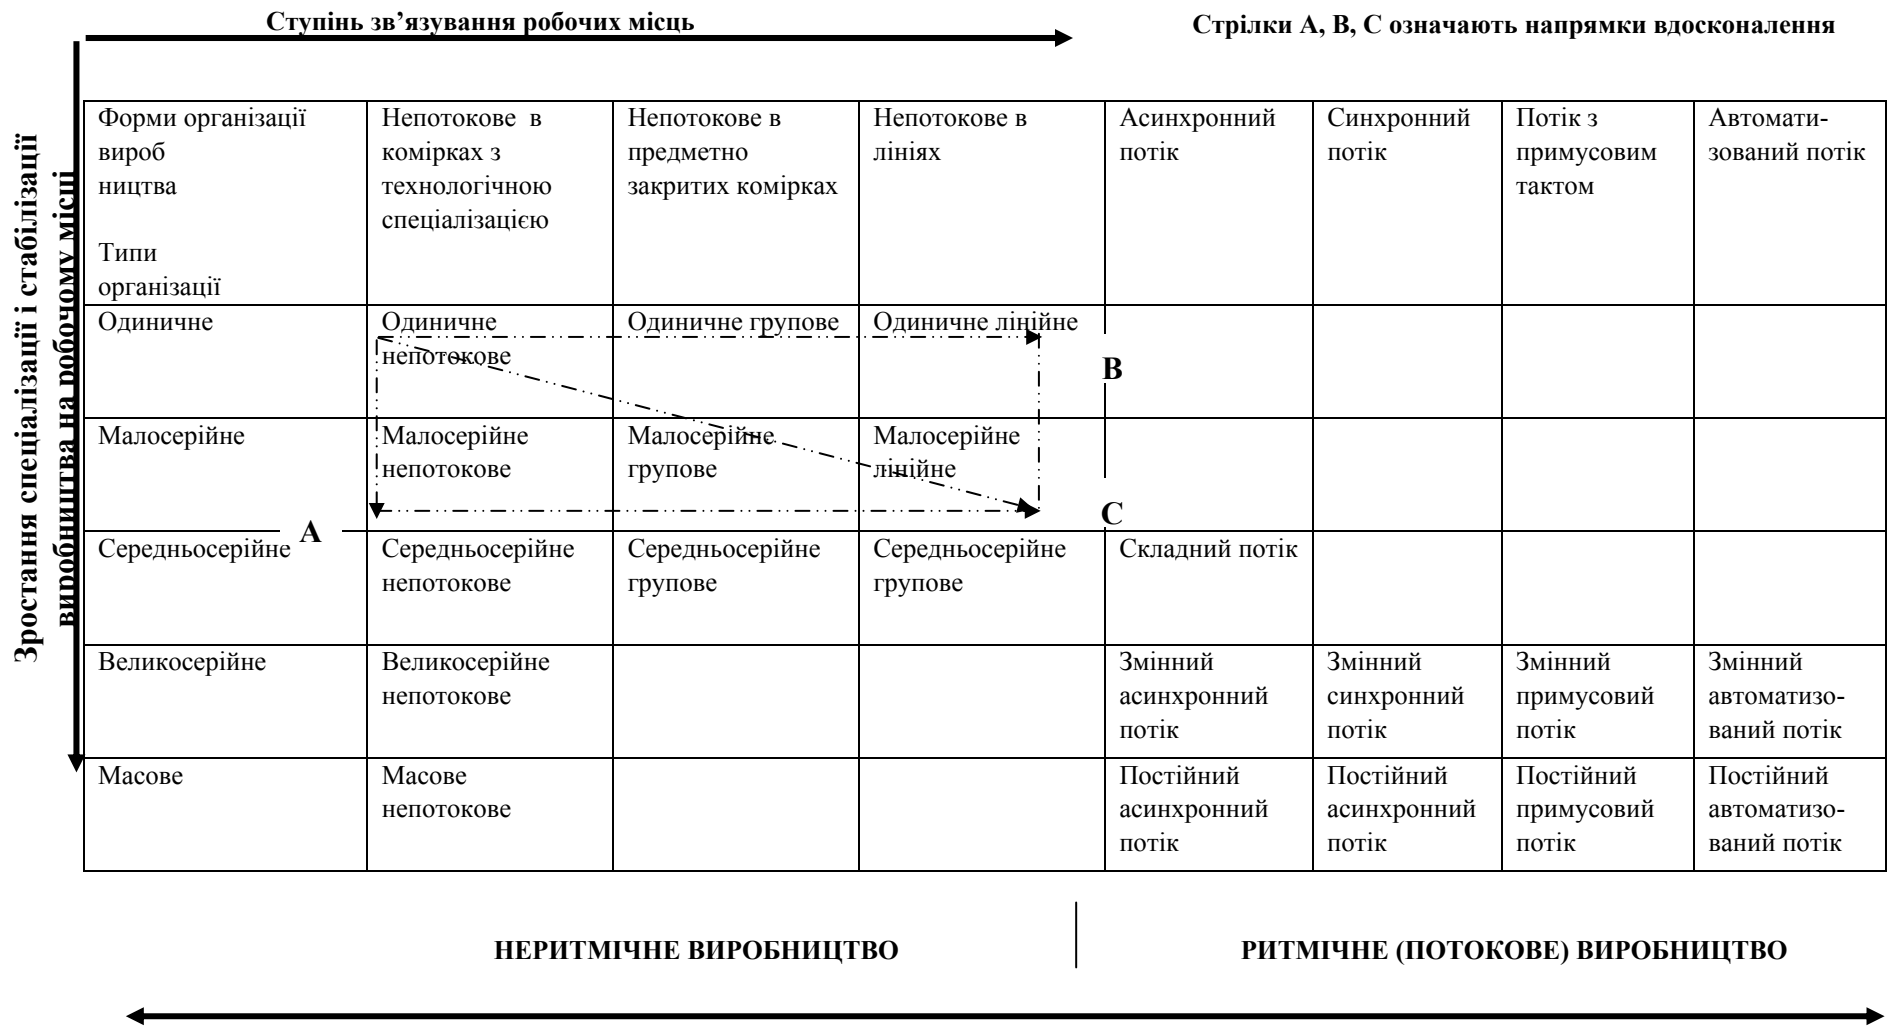 Ступінь зв’язування робочих місць
Стрілки А, В, С означають напрямки вдосконалення
Зростання спеціалізації і стабілізації
виробництва на робочому місці
Форми організації
вироб
ництва
Типи
організації
Непотокове в
комірках з
технологічною
спеціалізацією
Непотокове в
предметно
закритих комірках
Непотокове в
лініях
Асинхронний
потік
Синхронний
потік
Потік з
примусовим
тактом
Автомати-
зований потік
Одиничне
Одиничне
непотокове
Одиничне групове
Одиничне лінійне
В
Малосерійне
Малосерійне
непотокове
Малосерійне
групове
Малосерійне
лінійне
А
С
Середньосерійне
Середньосерійне
непотокове
Середньосерійне
групове
Середньосерійне
групове
Складний потік
Великосерійне
Великосерійне
непотокове
Змінний
асинхронний
потік
Змінний
синхронний
потік
Змінний
примусовий
потік
Змінний
автоматизо-
ваний потік
Масове
Масове
непотокове
Постійний
асинхронний
потік
Постійний
асинхронний
потік
Постійний
примусовий
потік
Постійний
автоматизо-
ваний потік
НЕРИТМІЧНЕ ВИРОБНИЦТВО
РИТМІЧНЕ (ПОТОКОВЕ) ВИРОБНИЦТВО